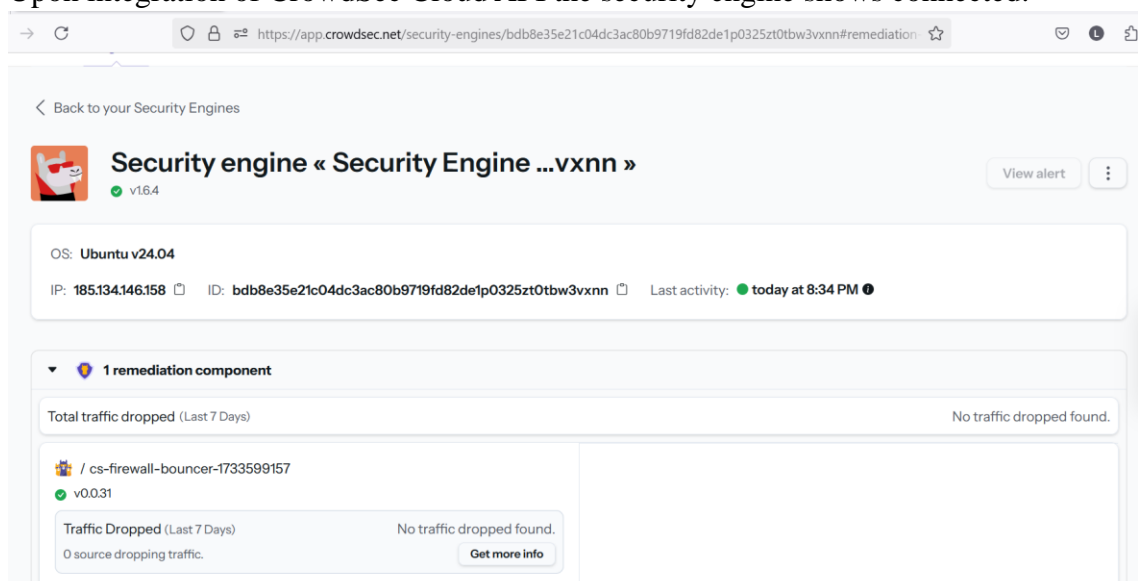 Upon integration of CrowdSec Cloud API the security engine shows connected.
https://app.crowdsec.net/security-engines/bdb8e35e21c04dc3ac80b9719fd82de1p0325zt0tbw3vxnn#remediation-
L
Back to your Security Engines
Security engine « Security Engine ...vxnn »
v1.6.4
View alert
OS: Ubuntu v24.04
IP: 185.134.146.158 ID: bdb8e35e21c04dc3ac80b9719fd82de1p0325zt0tbw3vxnn Last activity: today at 8:34 PM
1 remediation component
Total traffic dropped (Last 7 Days) No traffic dropped found.
/ cs-firewall-bouncer-1733599157
v0.0.31
Traffic Dropped (Last 7 Days) No traffic dropped found.
0 source dropping traffic. Get more info